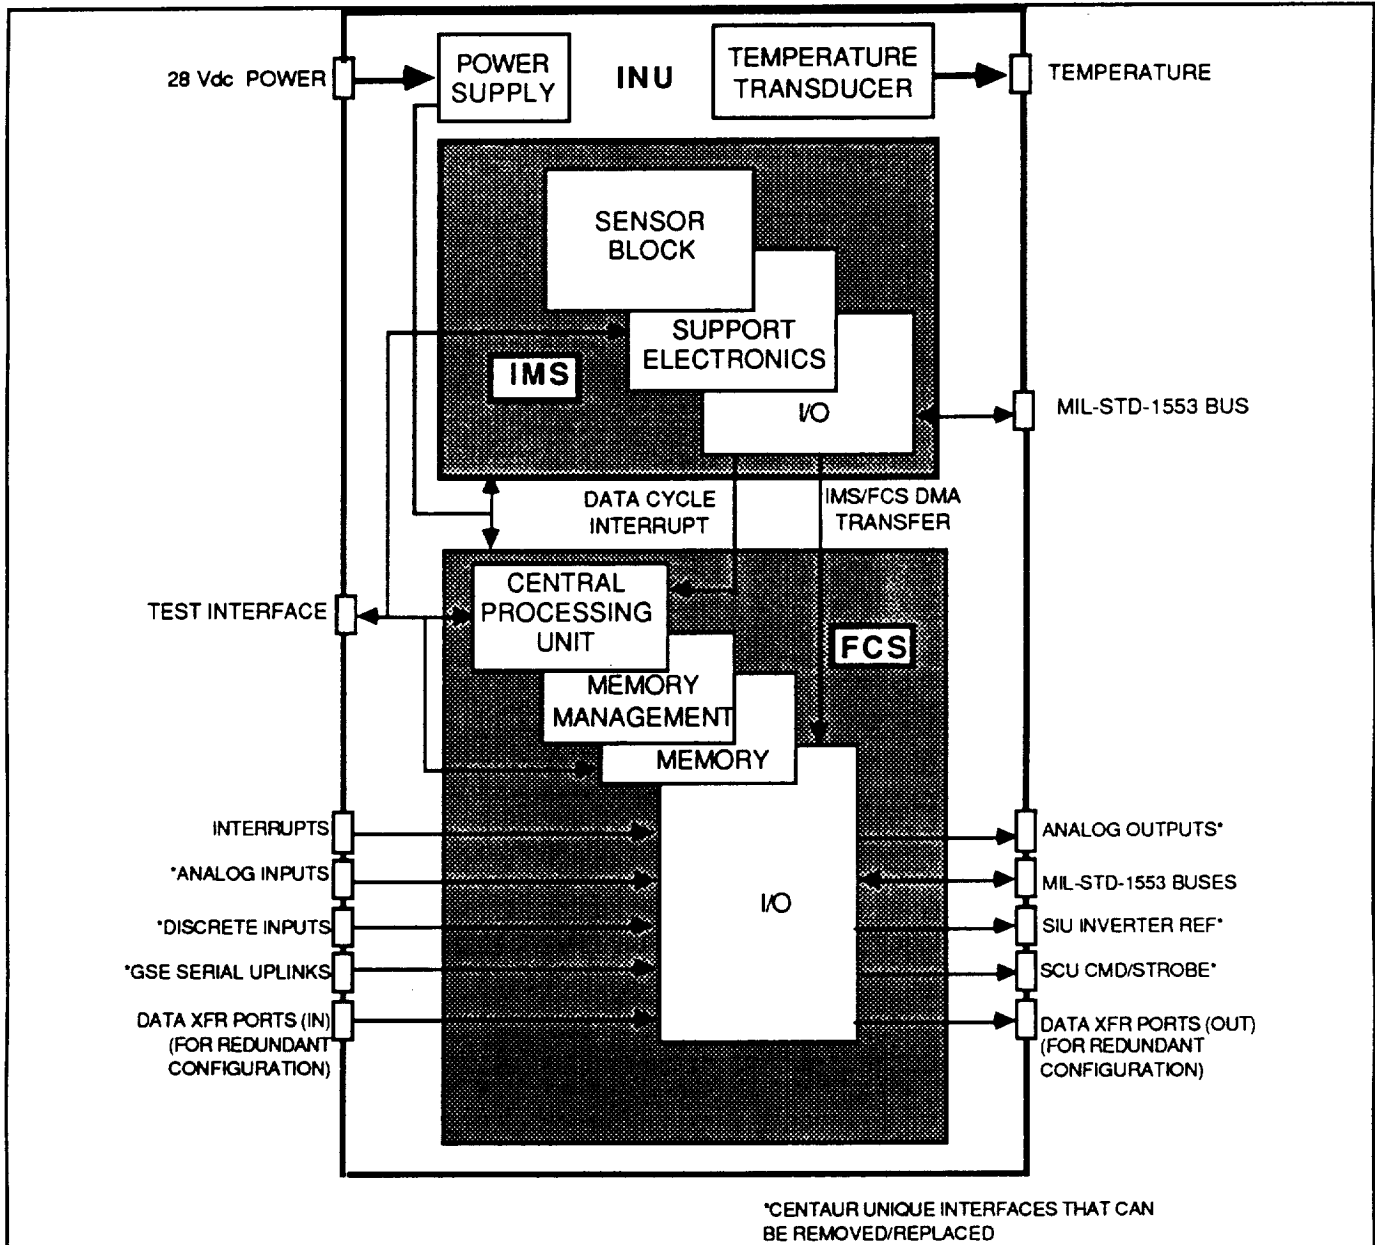 28 Vdc POWER
POWER
SUPPLY
INU
TEMPERATURE
TRANSDUCER
TEMPERATURE
SENSOR
BLOCK
SUPPORT
ELECTRONICS
IMS
I/O
MIL-STD-1553 BUS
DATA CYCLE
INTERRUPT
IMS/FCS DMA
TRANSFER
TEST INTERFACE
CENTRAL
PROCESSING
UNIT
FCS
MEMORY
MANAGEMENT
MEMORY
I/O
INTERRUPTS
*ANALOG INPUTS
*DISCRETE INPUTS
*GSE SERIAL UPLINKS
DATA XFR PORTS (IN)
(FOR REDUNDANT
CONFIGURATION)
ANALOG OUTPUTS*
MIL-STD-1553 BUSES
SIU INVERTER REF*
SCU CMD/STROBE*
DATA XFR PORTS (OUT)
(FOR REDUNDANT
CONFIGURATION)
*CENTAUR UNIQUE INTERFACES THAT CAN
BE REMOVED/REPLACED